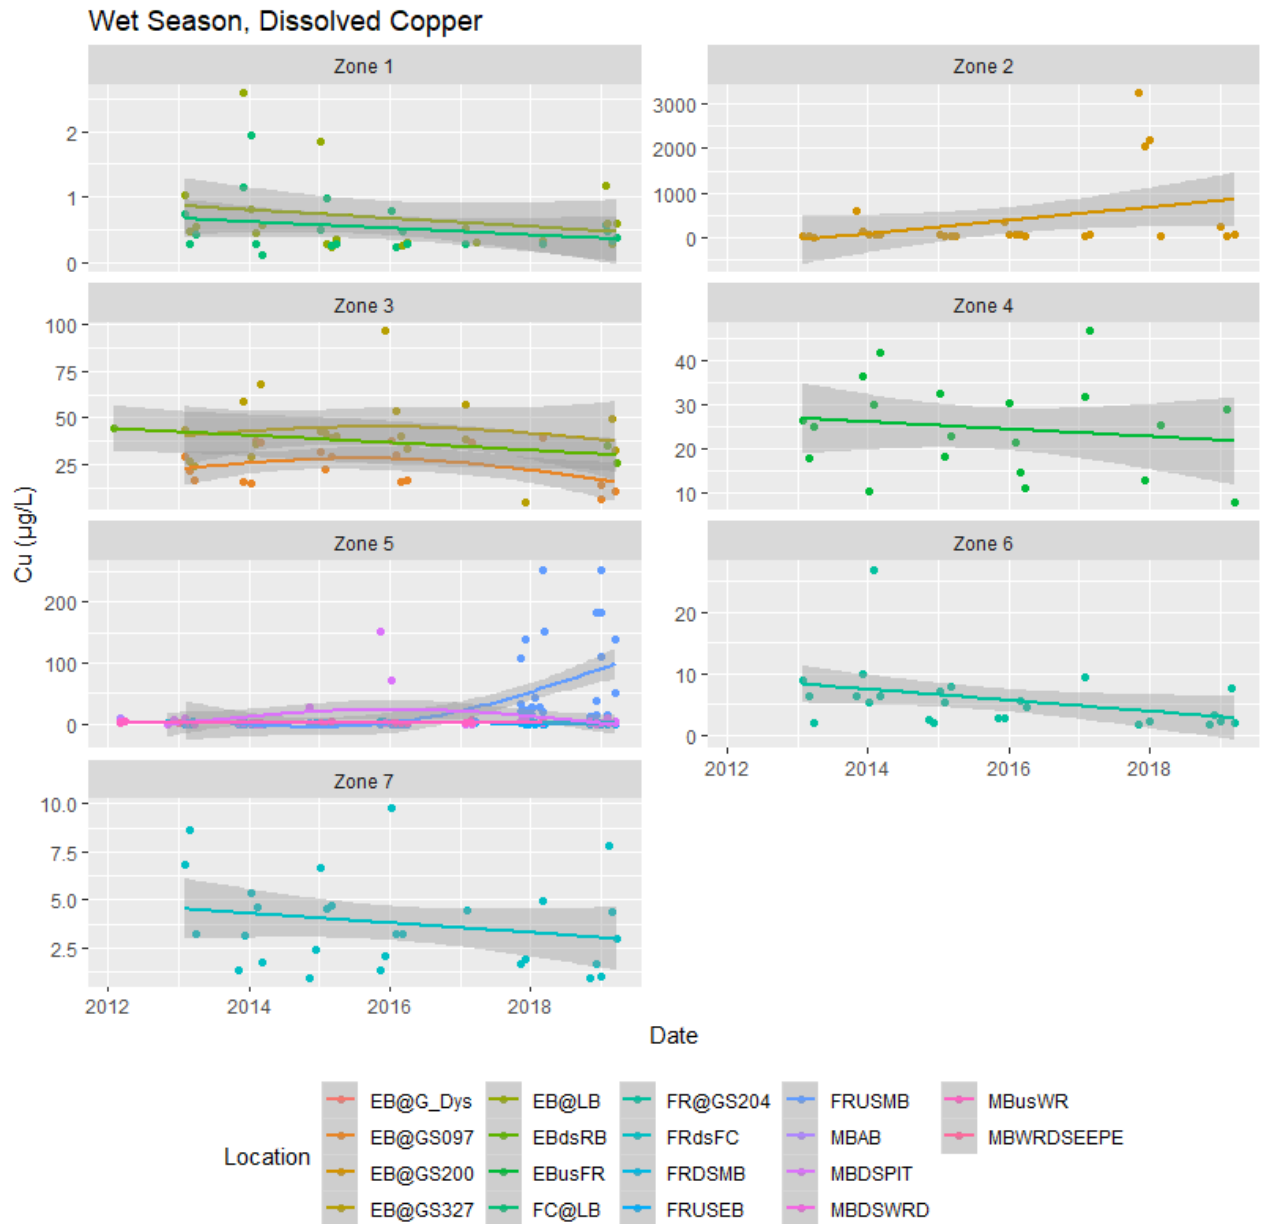 Wet Season, Dissolved Copper
Zone 1
Zone 2
2
1
0
3000
2000
1000
0
Zone 3
Zone 4
100
75
50
25
40
30
20
10
Cu (µg/L)
Zone 5
Zone 6
200
100
0
20
10
0
2012 2014 2016 2018
Zone 7
10.0
7.5
5.0
2.5
2012 2014 2016 2018
Date
Location
EB@G_Dys EB@LB FR@GS204 FRUSMB MBusWR
EB@GS097 EBdsRB FRdsFC MBAB MBWRDSEEPE
EB@GS200 EBusFR FRDSMB MBDSPIT
EB@GS327 FC@LB FRUSEB MBDSWRD